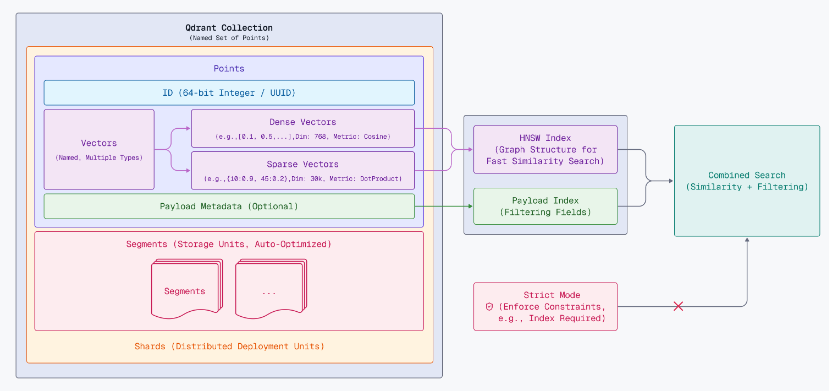 Qdrant Collection
(Named Set of Points)
Points
ID (64-bit Integer / UUID)
Vectors
(Named, Multiple Types)
Dense Vectors
(e.g.,[0.1, 0.5,...],Dim: 768, Metric: Cosine)
Sparse Vectors
(e.g.,{10:0.9, 45:0.2},Dim: 30k, Metric: DotProduct)
Payload Metadata (Optional)
Segments (Storage Units, Auto-Optimized)
Segments
...
Shards (Distributed Deployment Units)
HNSW Index
(Graph Structure for
Fast Similarity Search)
Payload Index
(Filtering Fields)
Combined Search
(Similarity + Filtering)
Strict Mode
(Enforce Constraints,
e.g., Index Required)